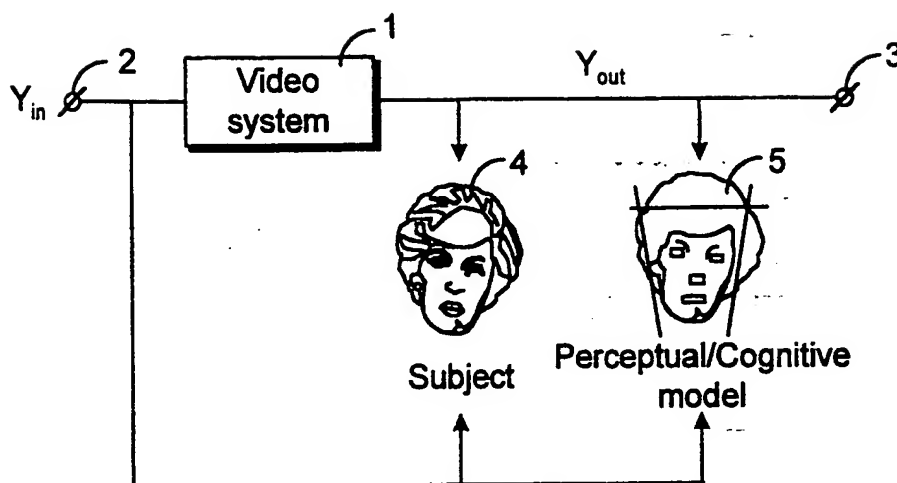 1
2
3
Y_in
Video
system
Y_out
4
5
Subject
Perceptual/Cognitive
model